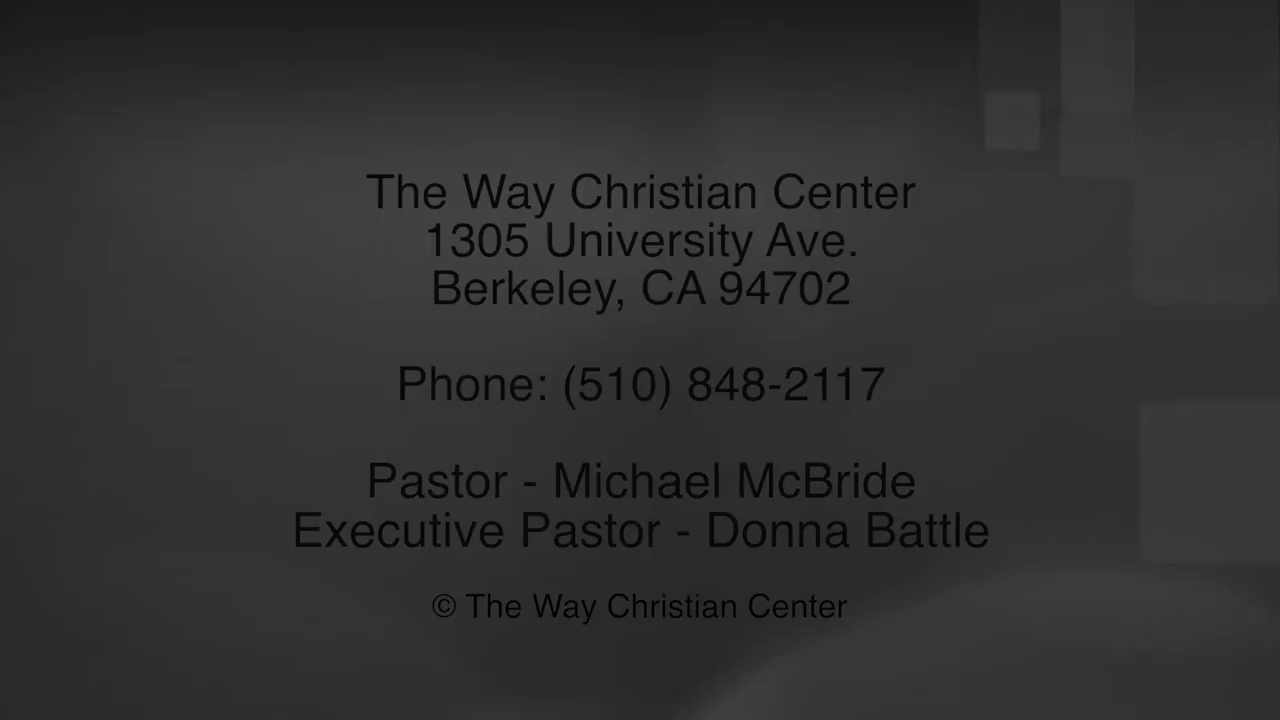 The Way Christian Center
1305 University Ave.
Berkeley, CA 94702
Phone: (510) 848-2117
Pastor - Michael McBride
Executive Pastor - Donna Battle
© The Way Christian Center